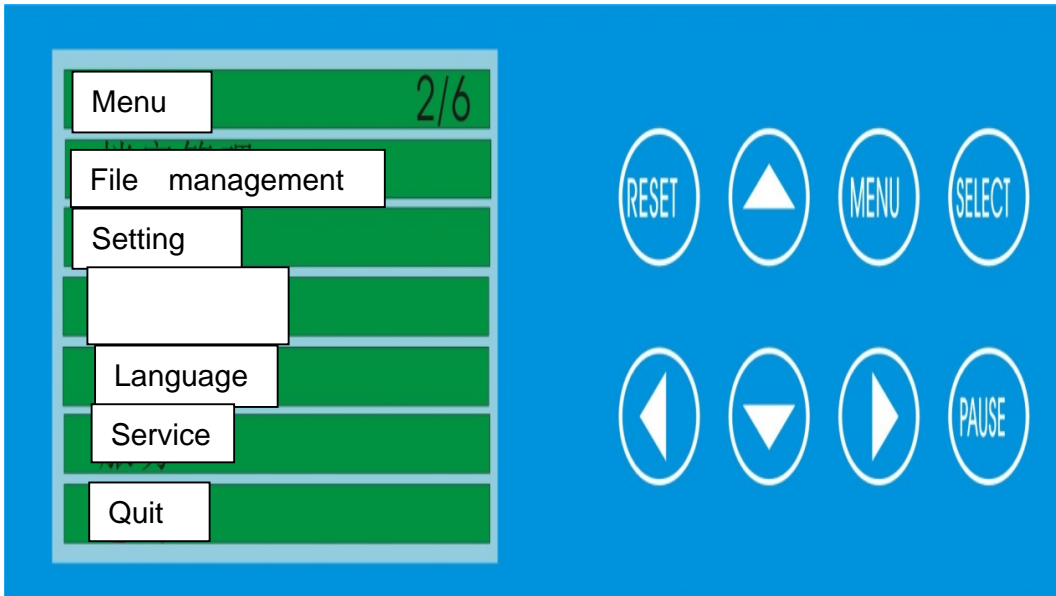 Menu 2/6
File management
Setting
Language
Service
Quit
RESET MENU SELECT
PAUSE